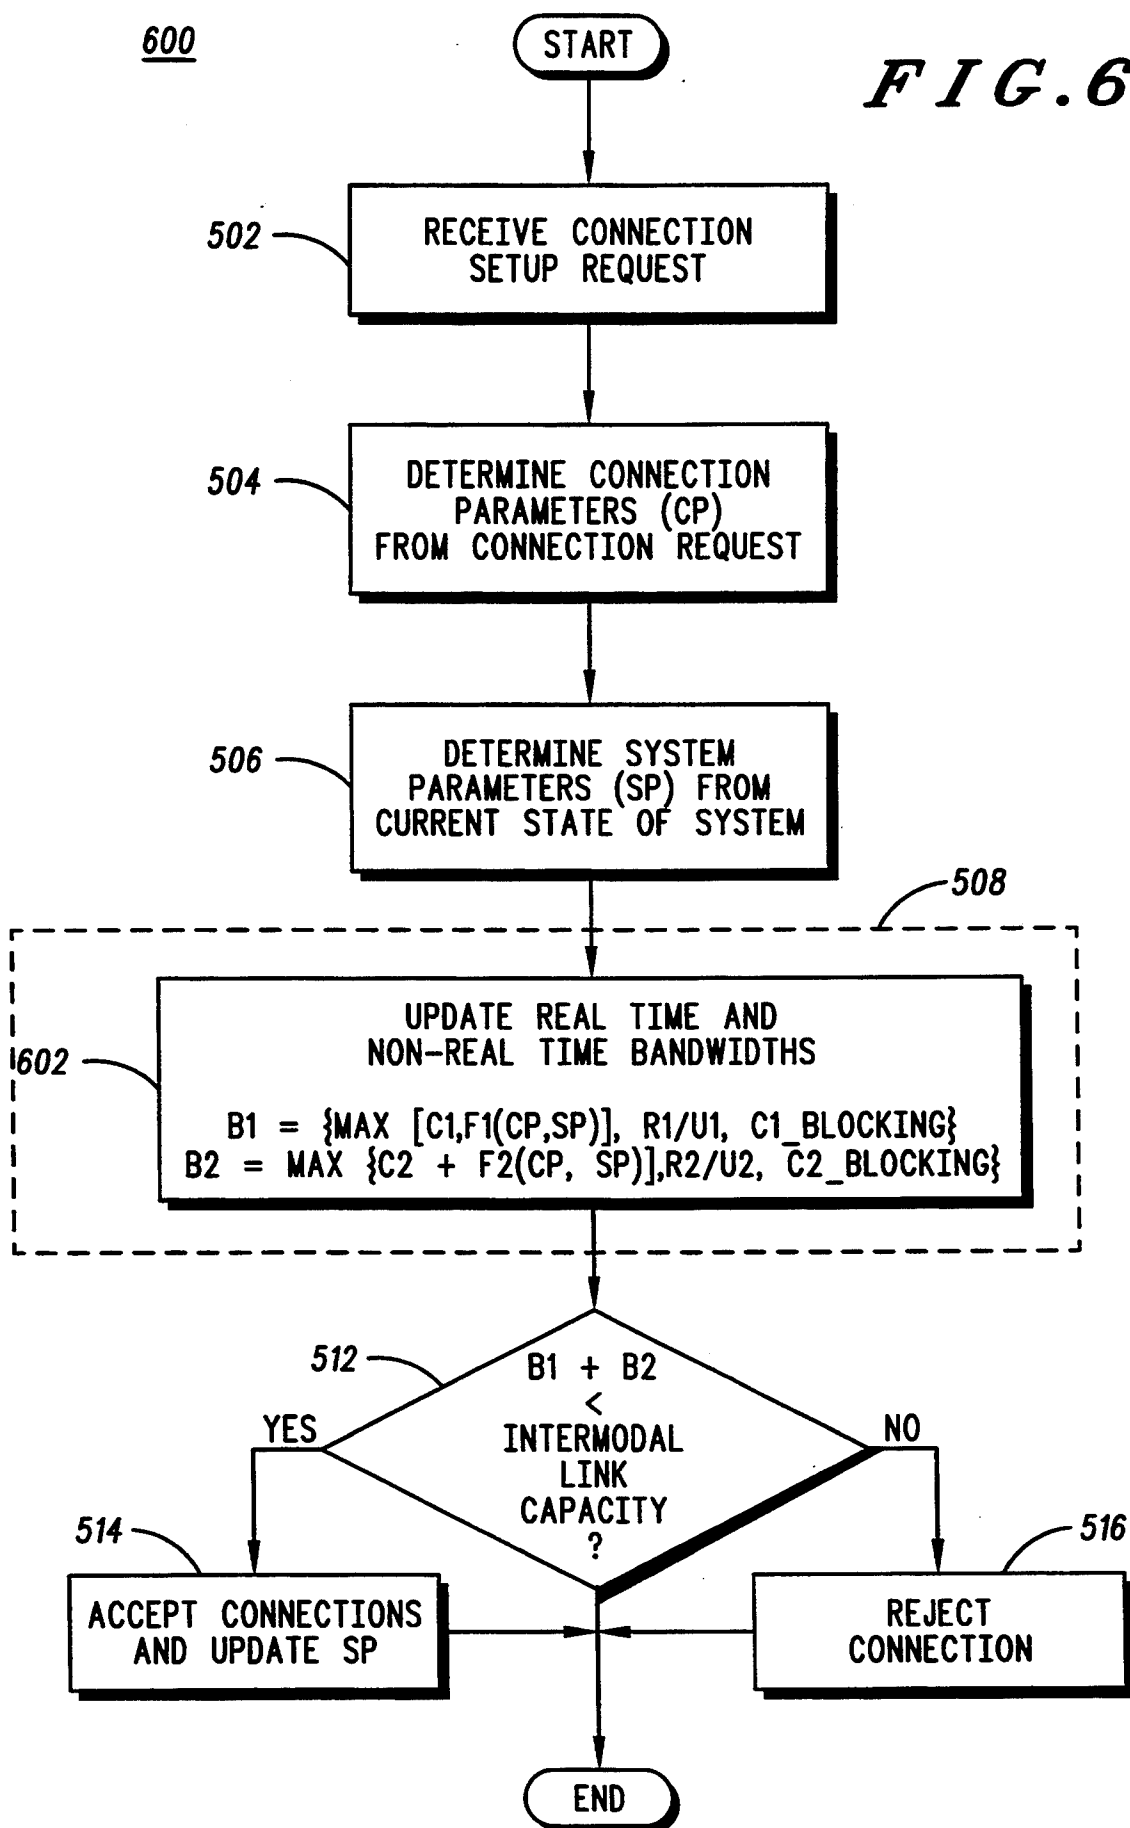 600
START
FIG.6
502
RECEIVE CONNECTION
SETUP REQUEST
504
DETERMINE CONNECTION
PARAMETERS (CP)
FROM CONNECTION REQUEST
506
DETERMINE SYSTEM
PARAMETERS (SP) FROM
CURRENT STATE OF SYSTEM
508
602
UPDATE REAL TIME AND
NON-REAL TIME BANDWIDTHS
B1 = {MAX [C1,F1(CP,SP)], R1/U1, C1_BLOCKING}
B2 = MAX {C2 + F2(CP, SP)],R2/U2, C2_BLOCKING}
512
B1 + B2
<
INTERMODAL
LINK
CAPACITY
?
YES
NO
514
ACCEPT CONNECTIONS
AND UPDATE SP
516
REJECT
CONNECTION
END